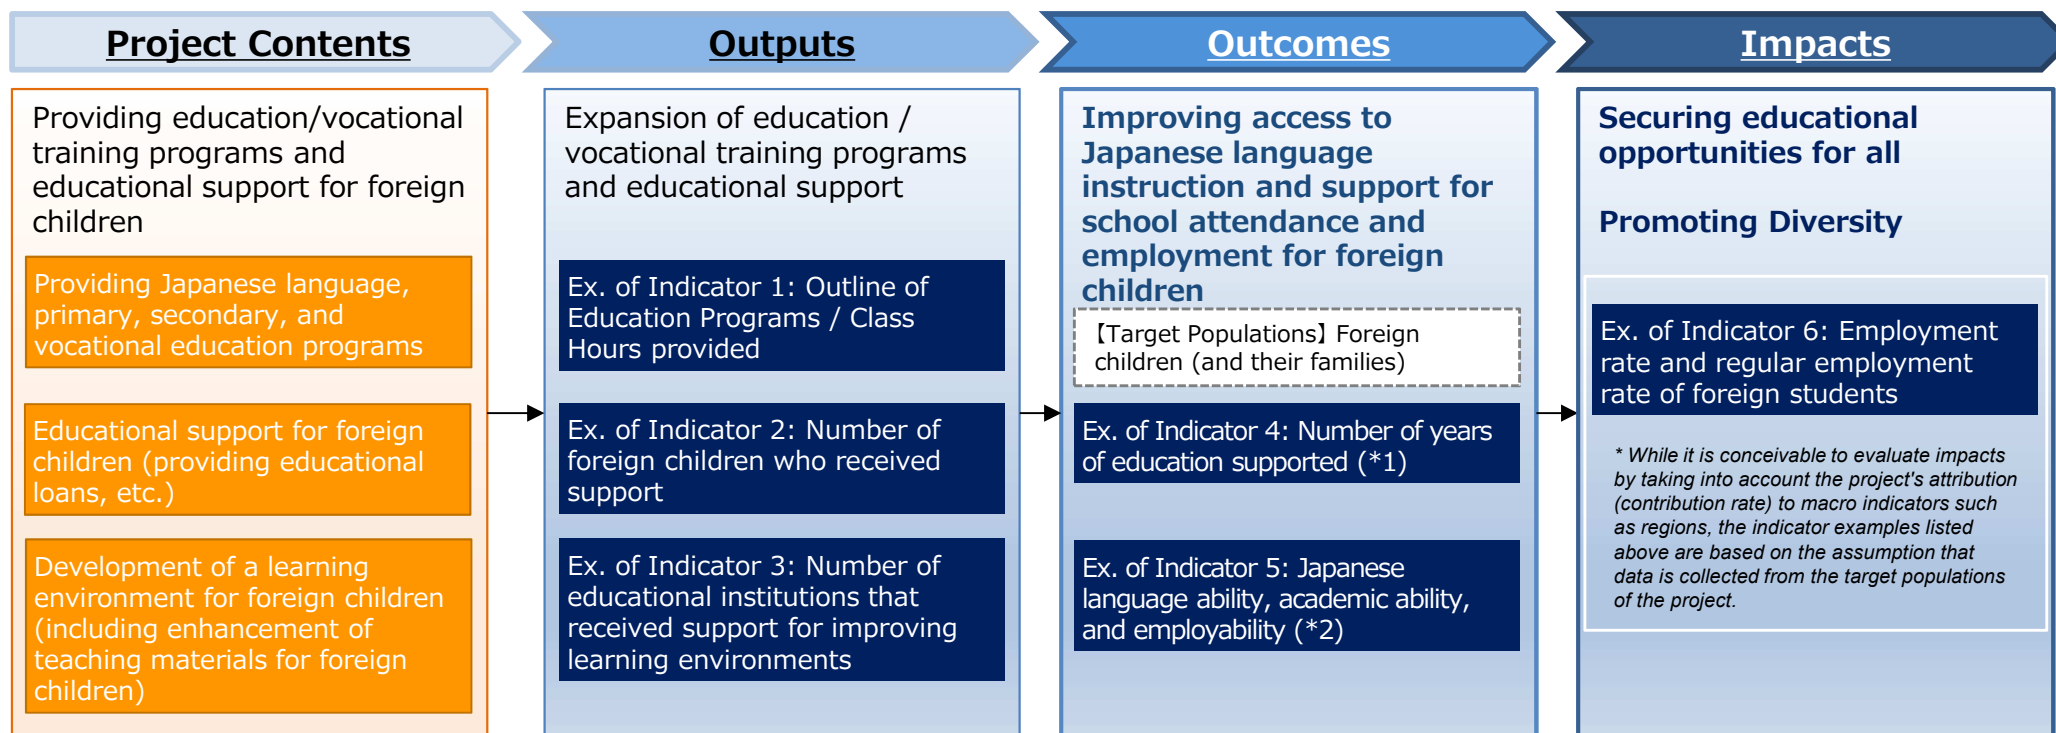 Project Contents
Outputs
Outcomes
Impacts
Providing education/vocational
training programs and
educational support for foreign
children
Providing Japanese language,
primary, secondary, and
vocational education programs
Educational support for foreign
children (providing educational
loans, etc.)
Development of a learning
environment for foreign children
(including enhancement of
teaching materials for foreign
children)
Expansion of education /
vocational training programs
and educational support
Ex. of Indicator 1: Outline of
Education Programs / Class
Hours provided
Ex. of Indicator 2: Number of
foreign children who received
support
Ex. of Indicator 3: Number of
educational institutions that
received support for improving
learning environments
Improving access to
Japanese language
instruction and support for
school attendance and
employment for foreign
children
【Target Populations】 Foreign
children (and their families)
Ex. of Indicator 4: Number of years
of education supported (*1)
Ex. of Indicator 5: Japanese
language ability, academic ability,
and employability (*2)
Securing educational
opportunities for all
Promoting Diversity
Ex. of Indicator 6: Employment
rate and regular employment
rate of foreign students
* While it is conceivable to evaluate impacts
by taking into account the project's attribution
(contribution rate) to macro indicators such
as regions, the indicator examples listed
above are based on the assumption that
data is collected from the target populations
of the project.